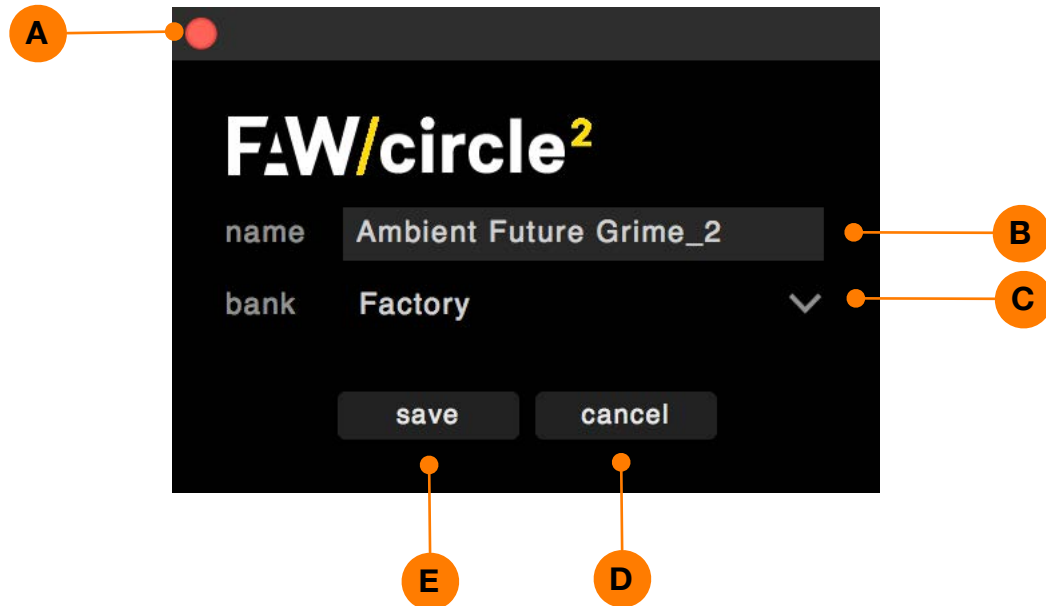 A
FAW/circle²
name Ambient Future Grime_2
B
bank Factory
C
save cancel
E D